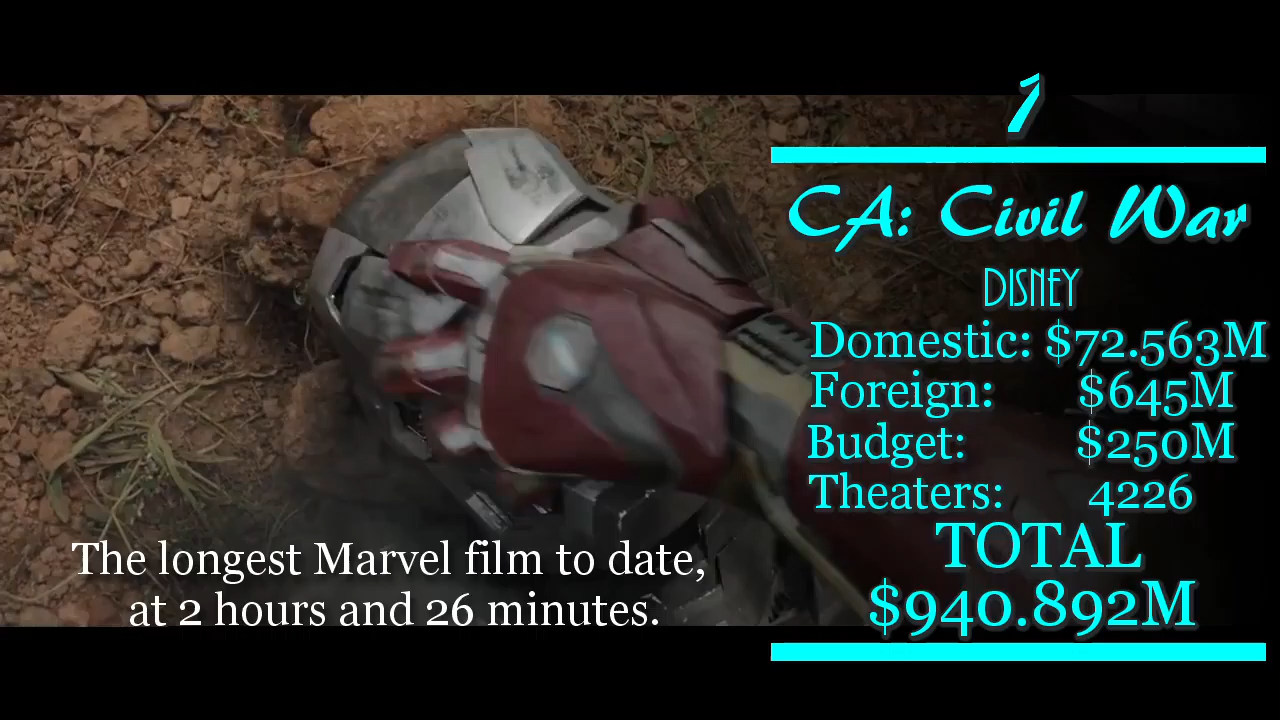 1
CA: Civil War
DISNEY
Domestic: $72.563M
Foreign: $645M
Budget: $250M
Theaters: 4226
TOTAL
$940.892M
The longest Marvel film to date,
at 2 hours and 26 minutes.